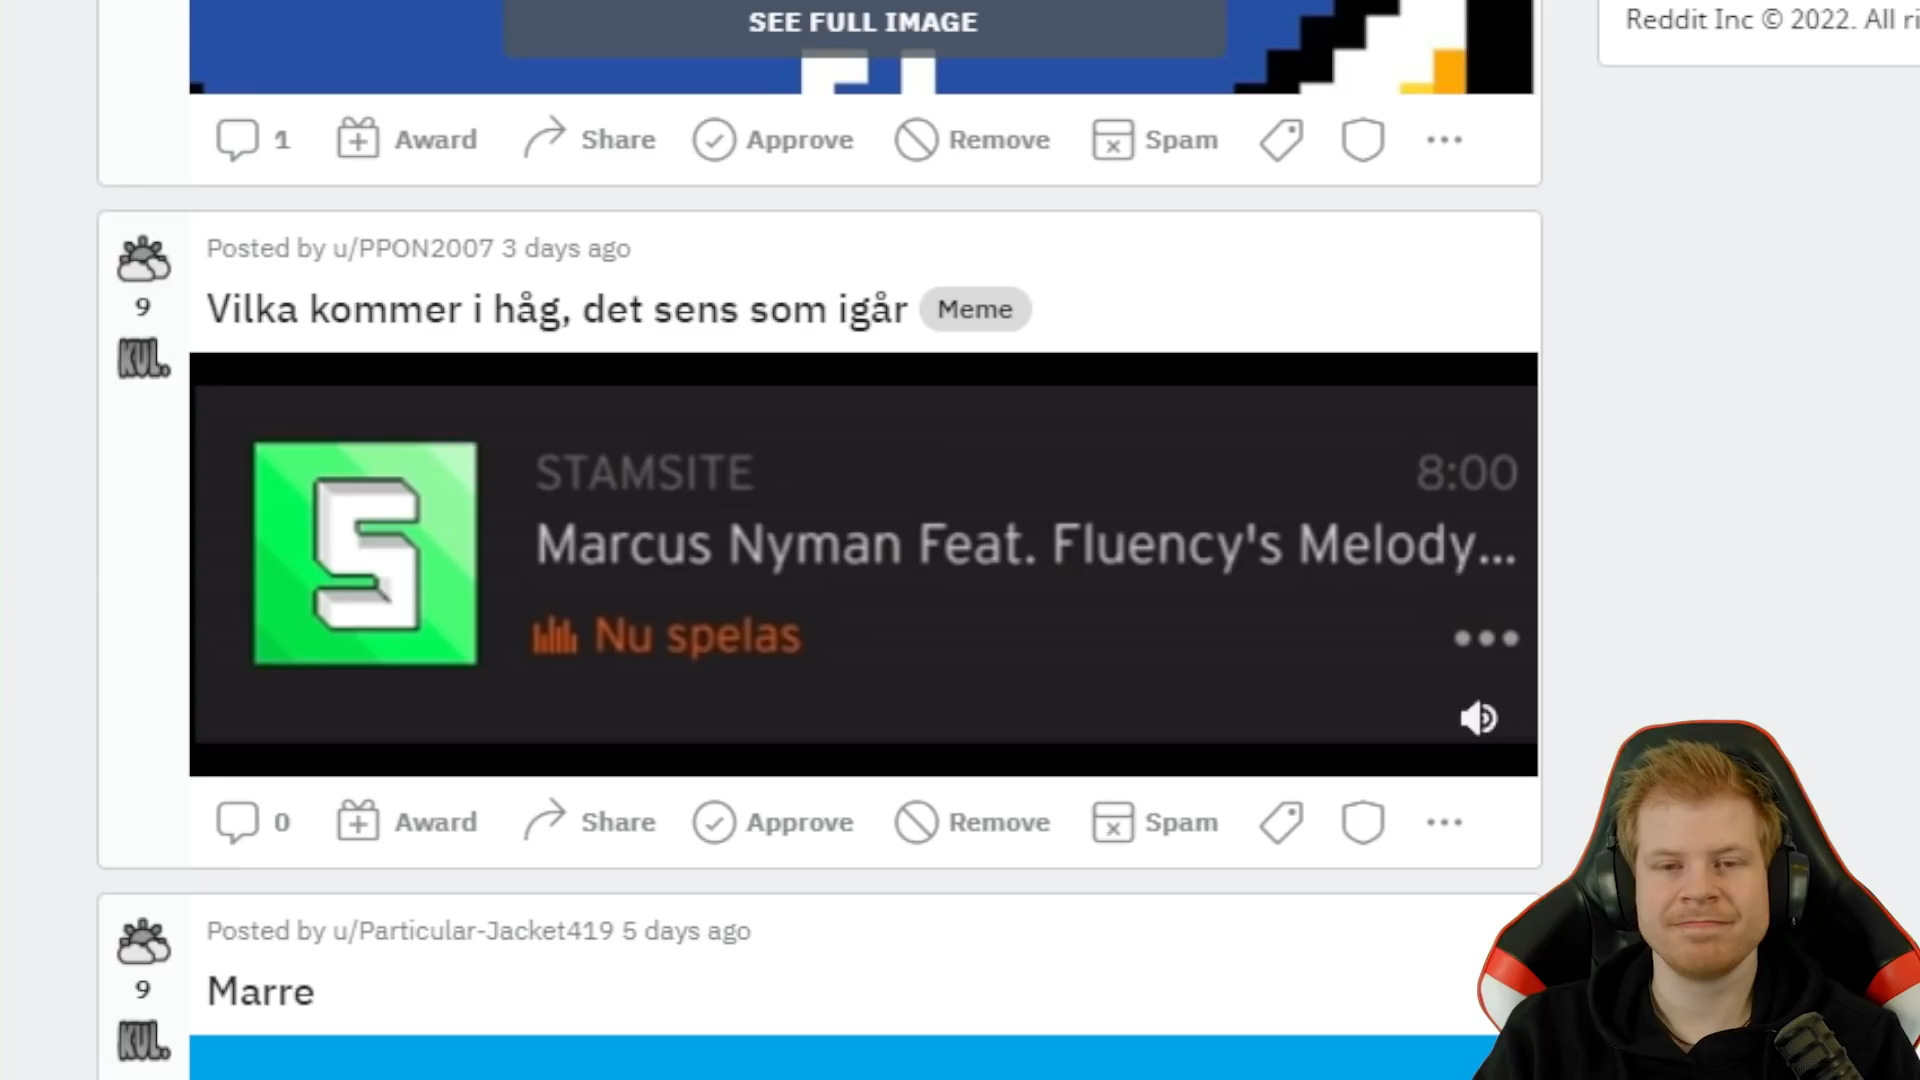 SEE FULL IMAGE
Reddit Inc © 2022. All ri
1 Award Share Approve Remove Spam
Posted by u/PPON2007 3 days ago
9
Vilka kommer i håg, det sens som igår Meme
KUL.
S
STAMSITE 8:00
Marcus Nyman Feat. Fluency's Melody...
Nu spelas
0 Award Share Approve Remove Spam
Posted by u/Particular-Jacket419 5 days ago
9
Marre
KUL.